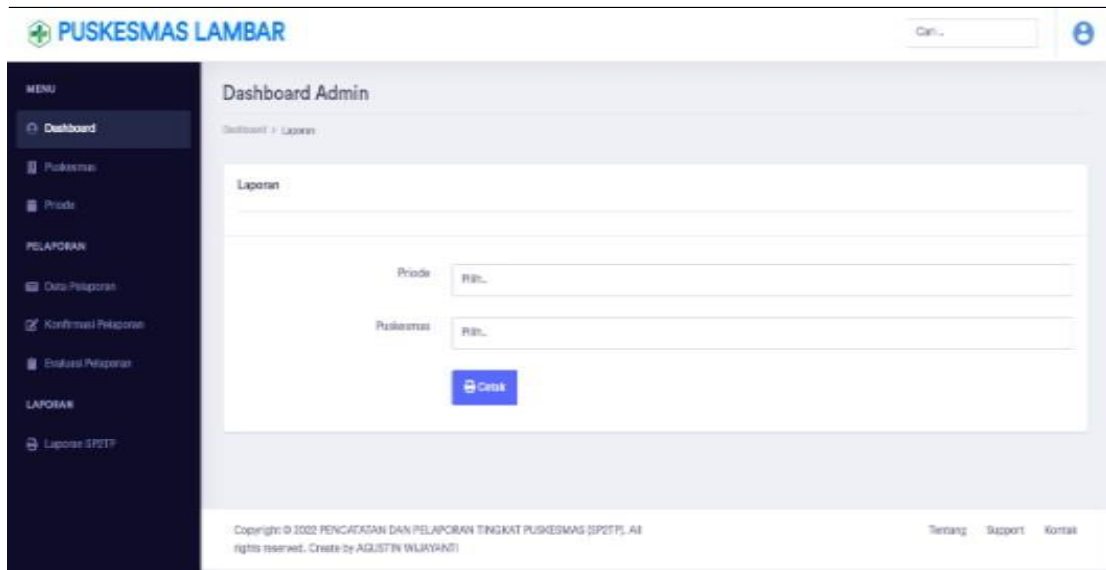 PUSKESMAS LAMBAR
Cari...
MENU
Dashboard
Puskesmas
Priode
PELAPORAN
Data Pelaporan
Konfirmasi Pelaporan
Evaluasi Pelaporan
LAPORAN
Laporan SP2TP
Dashboard Admin
Dashboard > Laporan
Laporan
Priode
Pilih...
Puskesmas
Pilih...
Cetak
Copyright © 2022 PENCATATAN DAN PELAPORAN TINGKAT PUSKESMAS (SP2TP). All
rights reserved. Create by AGUSTIN WIJAYANTI
Tentang Support Kontak